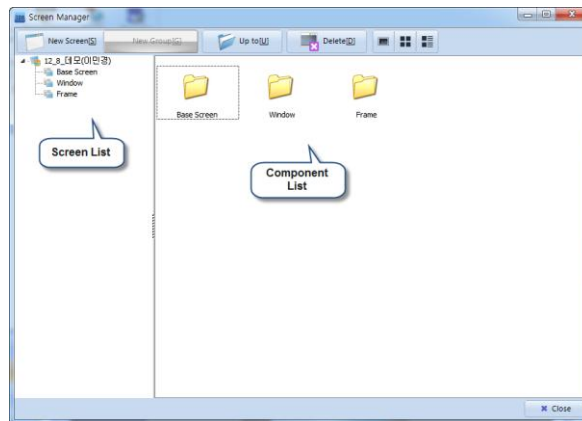 Screen Manager
New Screen[S]
New Group[G]
Up to[U]
Delete[D]
12_8_데모(이민경)
Base Screen
Window
Frame
Screen List
Base Screen
Window
Frame
Component
List
Close